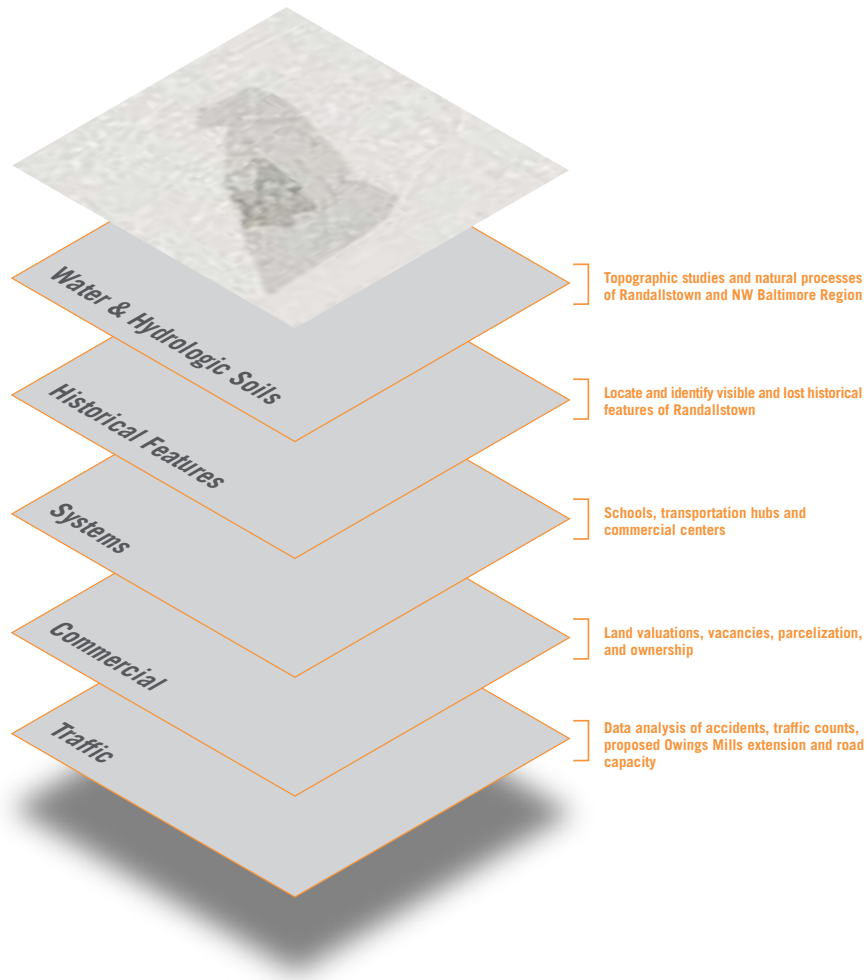 Water & Hydrologic Soils
Topographic studies and natural processes
of Randallstown and NW Baltimore Region
Historical Features
Locate and identify visible and lost historical
features of Randallstown
Systems
Schools, transportation hubs and
commercial centers
Commercial
Land valuations, vacancies, parcelization,
and ownership
Traffic
Data analysis of accidents, traffic counts,
proposed Owings Mills extension and road
capacity